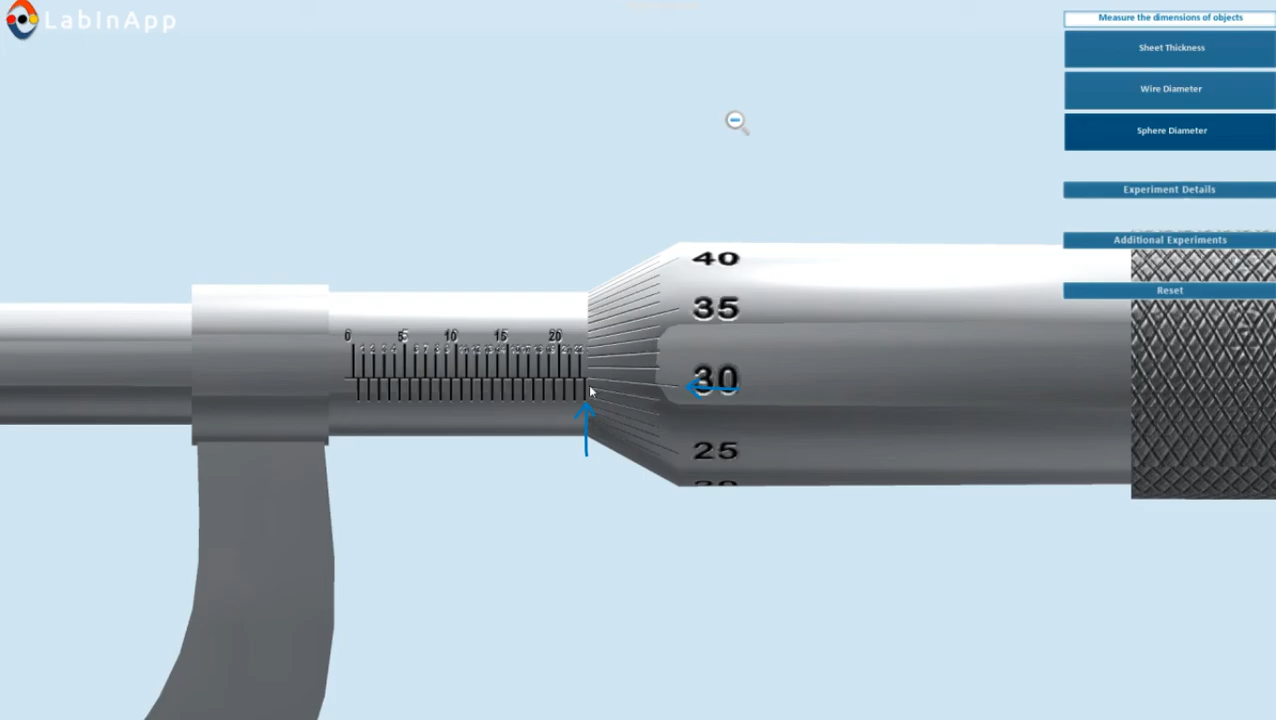 LabInApp
Measure the dimensions of objects
Sheet Thickness
Wire Diameter
Sphere Diameter
Experiment Details
Additional Experiments
Reset
40
35
30
25
0 5 10 15 20